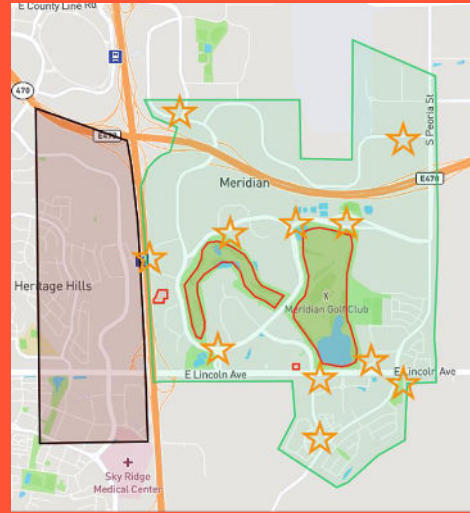 E County Line Rd
470
E470
S Peoria St
Meridian
E470
Heritage Hills
X
Meridian Golf Club
E Lincoln Ave
E Lincoln Ave
Sky Ridge
Medical Center